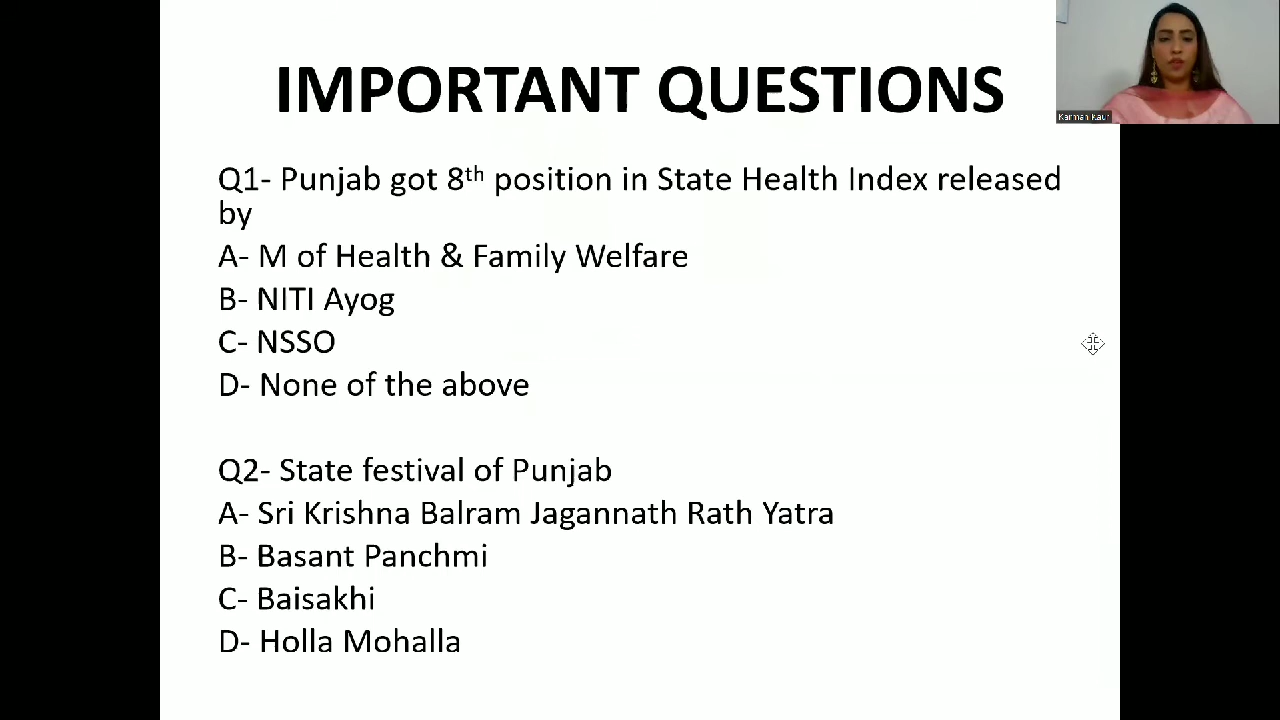 IMPORTANT QUESTIONS
Karman Kaur
Q1- Punjab got 8th position in State Health Index released
by
A- M of Health & Family Welfare
B- NITI Ayog
C- NSSO
D- None of the above
Q2- State festival of Punjab
A- Sri Krishna Balram Jagannath Rath Yatra
B- Basant Panchmi
C- Baisakhi
D- Holla Mohalla